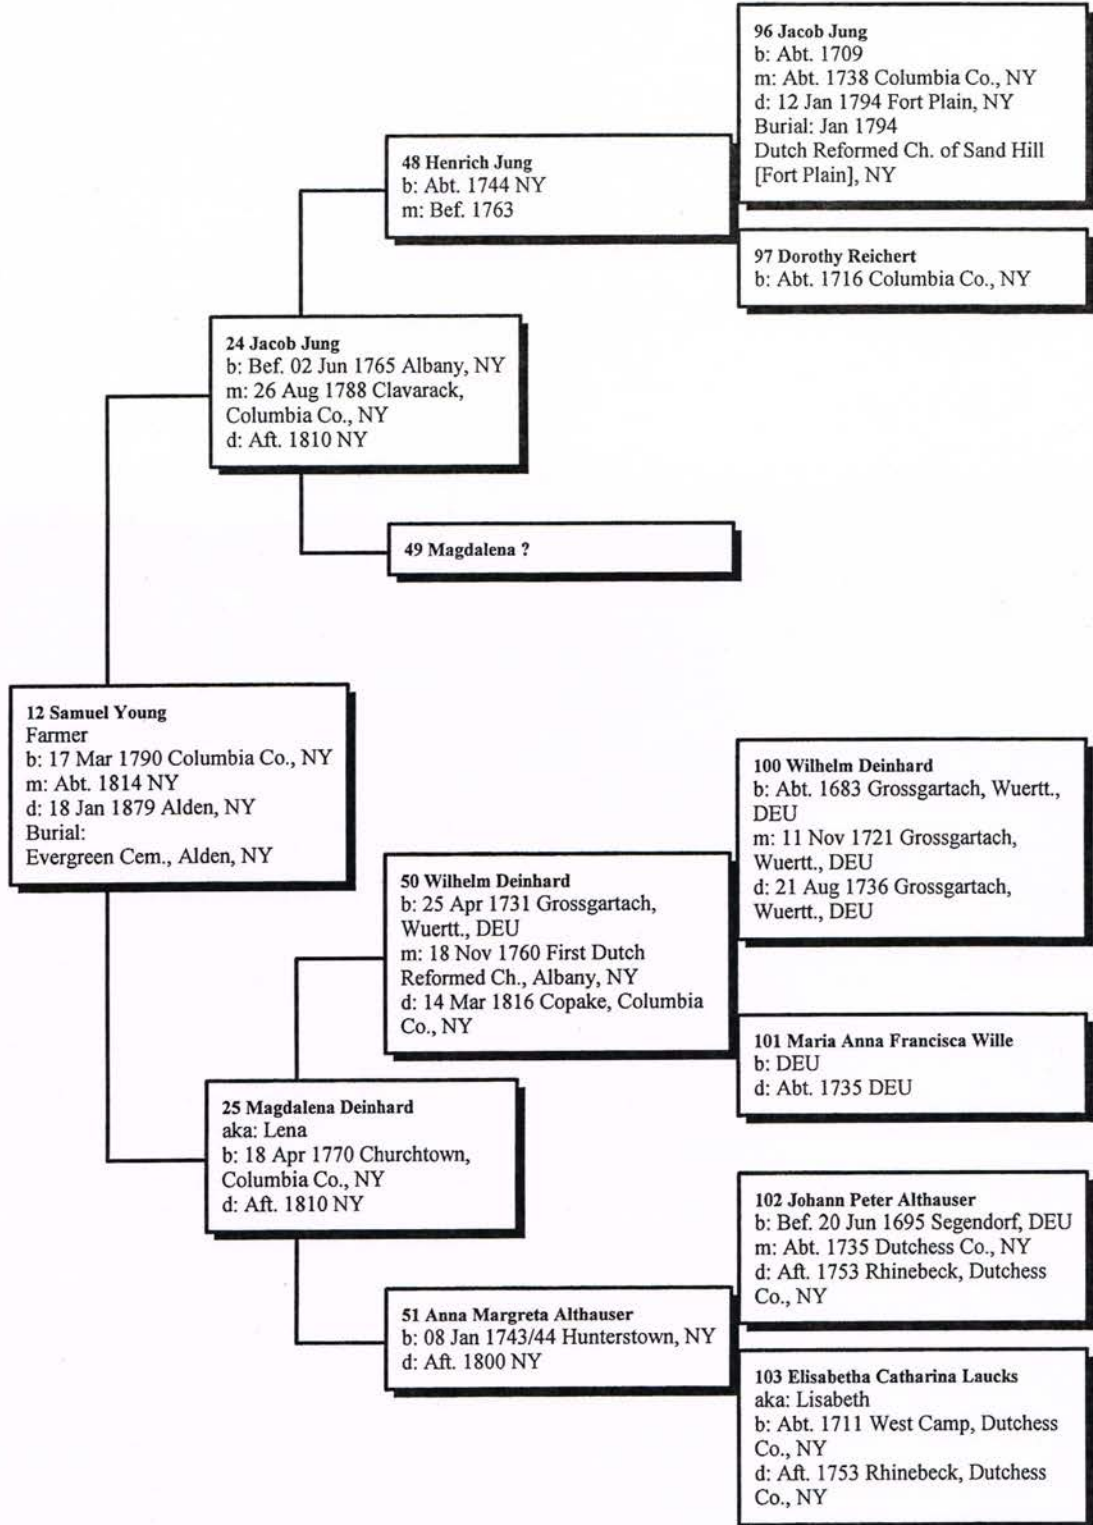 96 Jacob Jung
b: Abt. 1709
m: Abt. 1738 Columbia Co., NY
d: 12 Jan 1794 Fort Plain, NY
Burial: Jan 1794
Dutch Reformed Ch. of Sand Hill
[Fort Plain], NY
48 Henrich Jung
b: Abt. 1744 NY
m: Bef. 1763
97 Dorothy Reichert
b: Abt. 1716 Columbia Co., NY
24 Jacob Jung
b: Bef. 02 Jun 1765 Albany, NY
m: 26 Aug 1788 Clavarack,
Columbia Co., NY
d: Aft. 1810 NY
49 Magdalena ?
12 Samuel Young
Farmer
b: 17 Mar 1790 Columbia Co., NY
m: Abt. 1814 NY
d: 18 Jan 1879 Alden, NY
Burial:
Evergreen Cem., Alden, NY
100 Wilhelm Deinhard
b: Abt. 1683 Grossgartach, Wuertt.,
DEU
m: 11 Nov 1721 Grossgartach,
Wuertt., DEU
d: 21 Aug 1736 Grossgartach,
Wuertt., DEU
50 Wilhelm Deinhard
b: 25 Apr 1731 Grossgartach,
Wuertt., DEU
m: 18 Nov 1760 First Dutch
Reformed Ch., Albany, NY
d: 14 Mar 1816 Copake, Columbia
Co., NY
101 Maria Anna Francisca Wille
b: DEU
d: Abt. 1735 DEU
25 Magdalena Deinhard
aka: Lena
b: 18 Apr 1770 Churchtown,
Columbia Co., NY
d: Aft. 1810 NY
102 Johann Peter Althauser
b: Bef. 20 Jun 1695 Segendorf, DEU
m: Abt. 1735 Dutchess Co., NY
d: Aft. 1753 Rhinebeck, Dutchess
Co., NY
51 Anna Margreta Althauser
b: 08 Jan 1743/44 Hunterstown, NY
d: Aft. 1800 NY
103 Elisabetha Catharina Laucks
aka: Lisabeth
b: Abt. 1711 West Camp, Dutchess
Co., NY
d: Aft. 1753 Rhinebeck, Dutchess
Co., NY